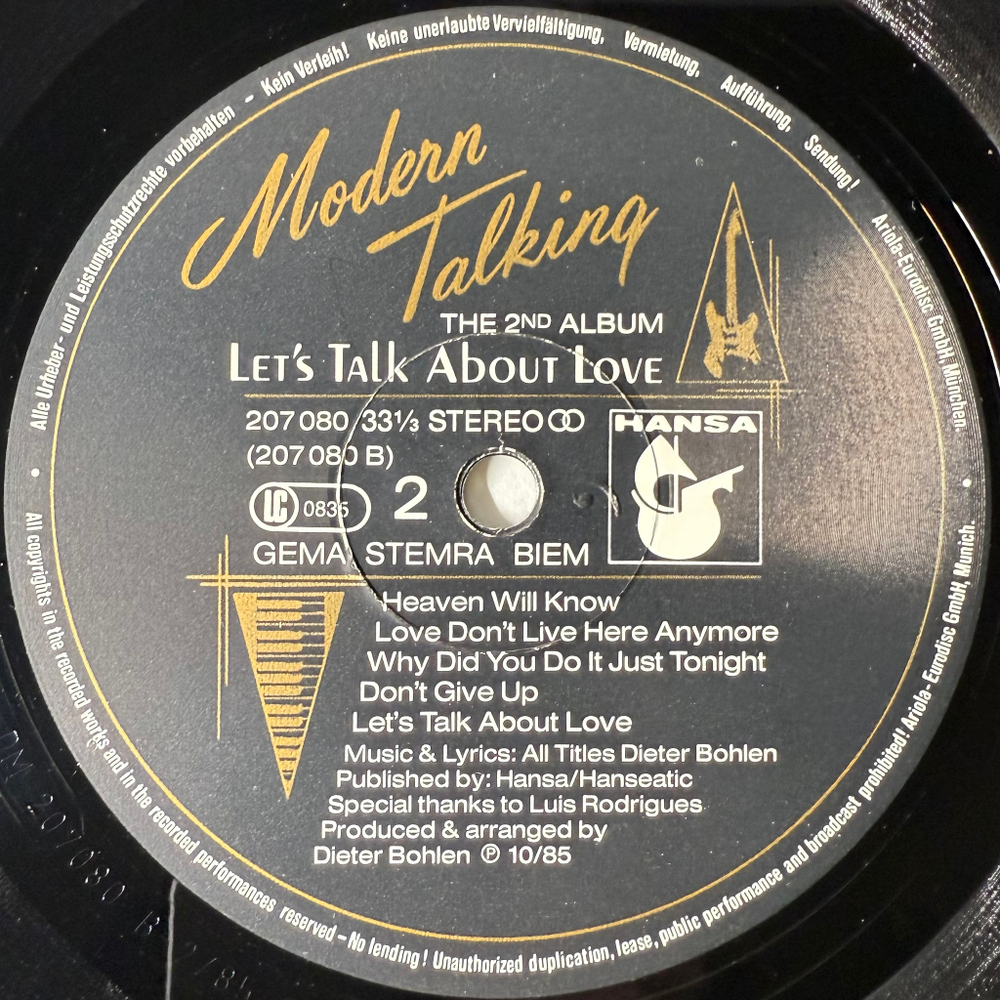 Alle Urheber- und Leistungsschutzrechte vorbehalten - Kein Verleih! Keine unerlaubte Vervielfältigung, Vermietung, Aufführung, Sendung!
Ariola-Eurodisc GmbH, München.
Modern
Talking
THE 2ND ALBUM
LET'S TALK ABOUT LOVE
207 080 33⅓ STEREO
HANSA
(207 080 B)
LC 0835
2
GEMA STEMRA BIEM
Heaven Will Know
Love Don't Live Here Anymore
Why Did You Do It Just Tonight
Don't Give Up
Let's Talk About Love
Music & Lyrics: All Titles Dieter Bohlen
Published by: Hansa/Hanseatic
Special thanks to Luis Rodrigues
Produced & arranged by
Dieter Bohlen ℗ 10/85
All copyrights in the recorded works and in the recorded performances reserved – No lending! Unauthorized duplication, lease, public performance and broadcast prohibited! Ariola-Eurodisc GmbH, Munich.
207080 B